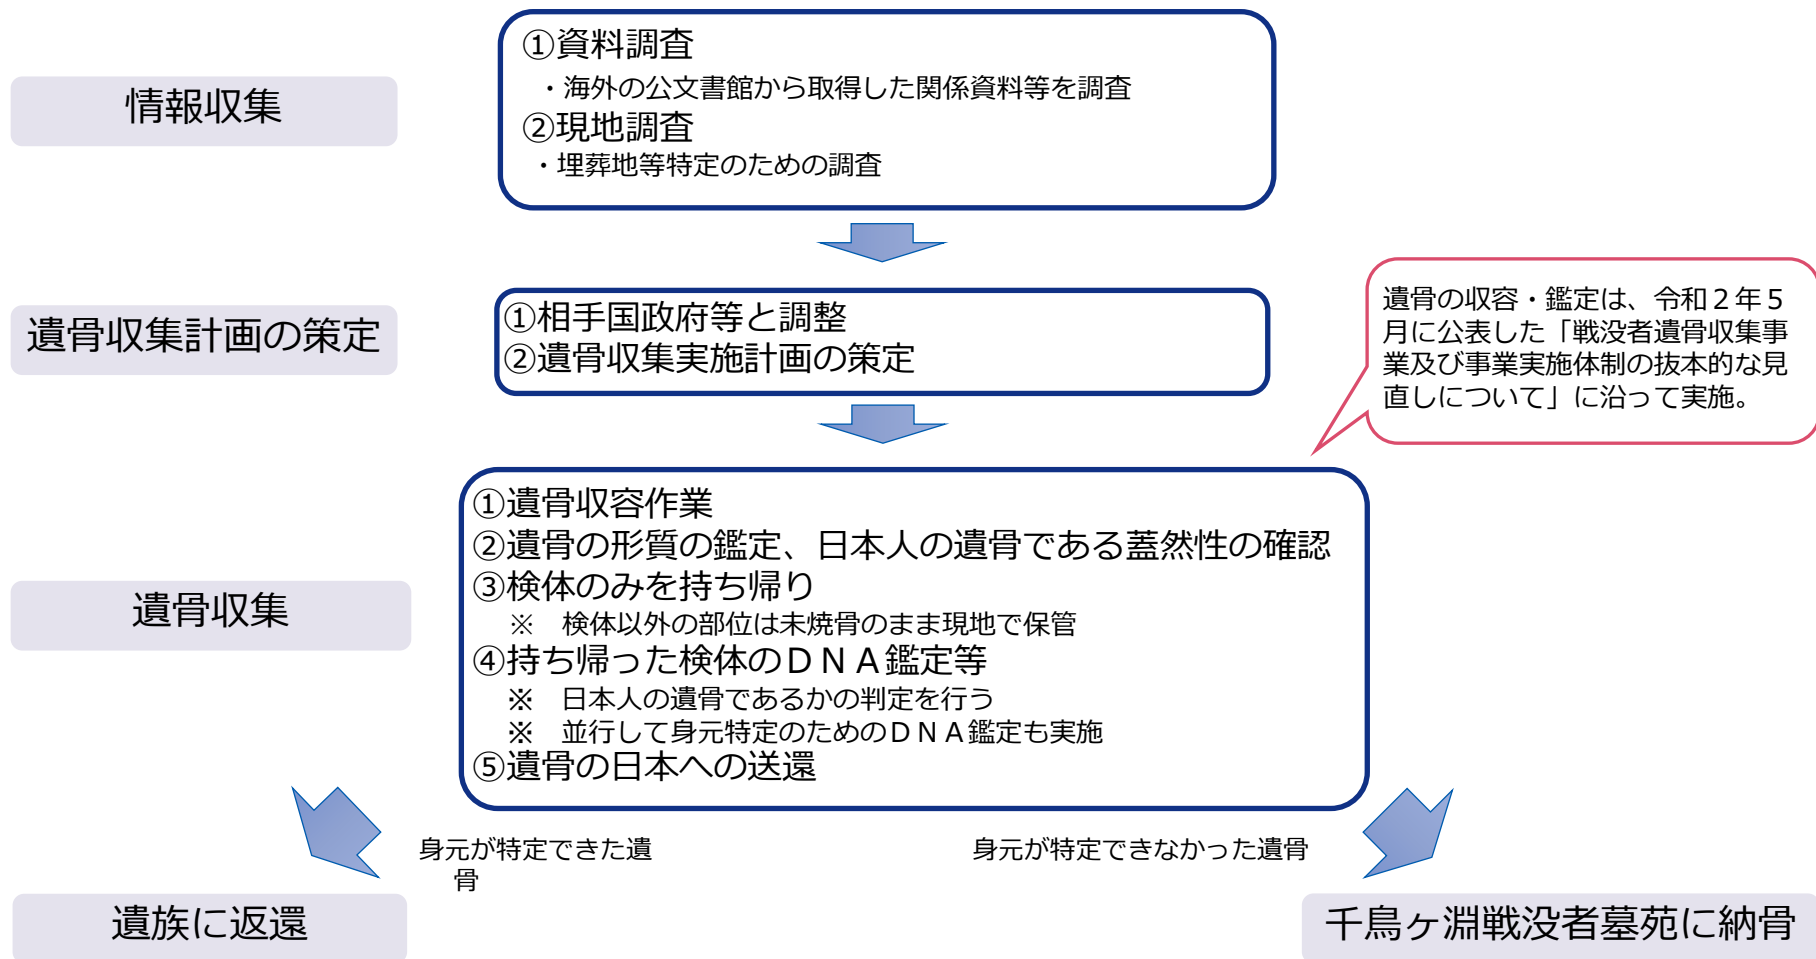 情報収集
①資料調査
・海外の公文書館から取得した関係資料等を調査
②現地調査
・埋葬地等特定のための調査
遺骨収集計画の策定
①相手国政府等と調整
②遺骨収集実施計画の策定
遺骨の収容・鑑定は、令和２年５
月に公表した「戦没者遺骨収集事
業及び事業実施体制の抜本的な見
直しについて」に沿って実施。
遺骨収集
①遺骨収容作業
②遺骨の形質の鑑定、日本人の遺骨である蓋然性の確認
③検体のみを持ち帰り
※　検体以外の部位は未焼骨のまま現地で保管
④持ち帰った検体のＤＮＡ鑑定等
※　日本人の遺骨であるかの判定を行う
※　並行して身元特定のためのＤＮＡ鑑定も実施
⑤遺骨の日本への送還
身元が特定できた遺
骨
身元が特定できなかった遺骨
遺族に返還
千鳥ヶ淵戦没者墓苑に納骨